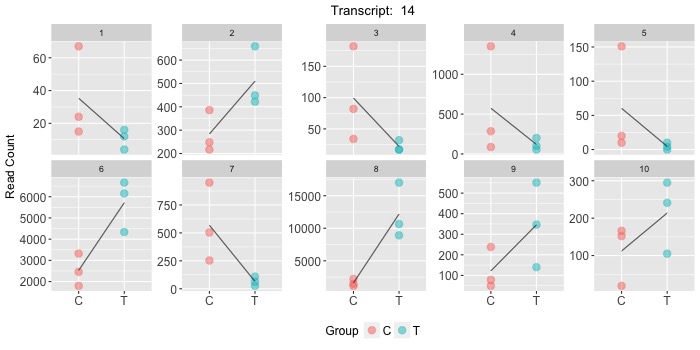 Transcript: 14
1 2 3 4 5
60 40 20
600 500 400 300 200
150 100 50
1000 500 0
150 100 50 0
Read Count
6 7 8 9 10
6000 5000 4000 3000 2000
750 500 250 0
15000 10000 5000
500 400 300 200 100
300 200 100
C T C T C T C T C T
Group C T